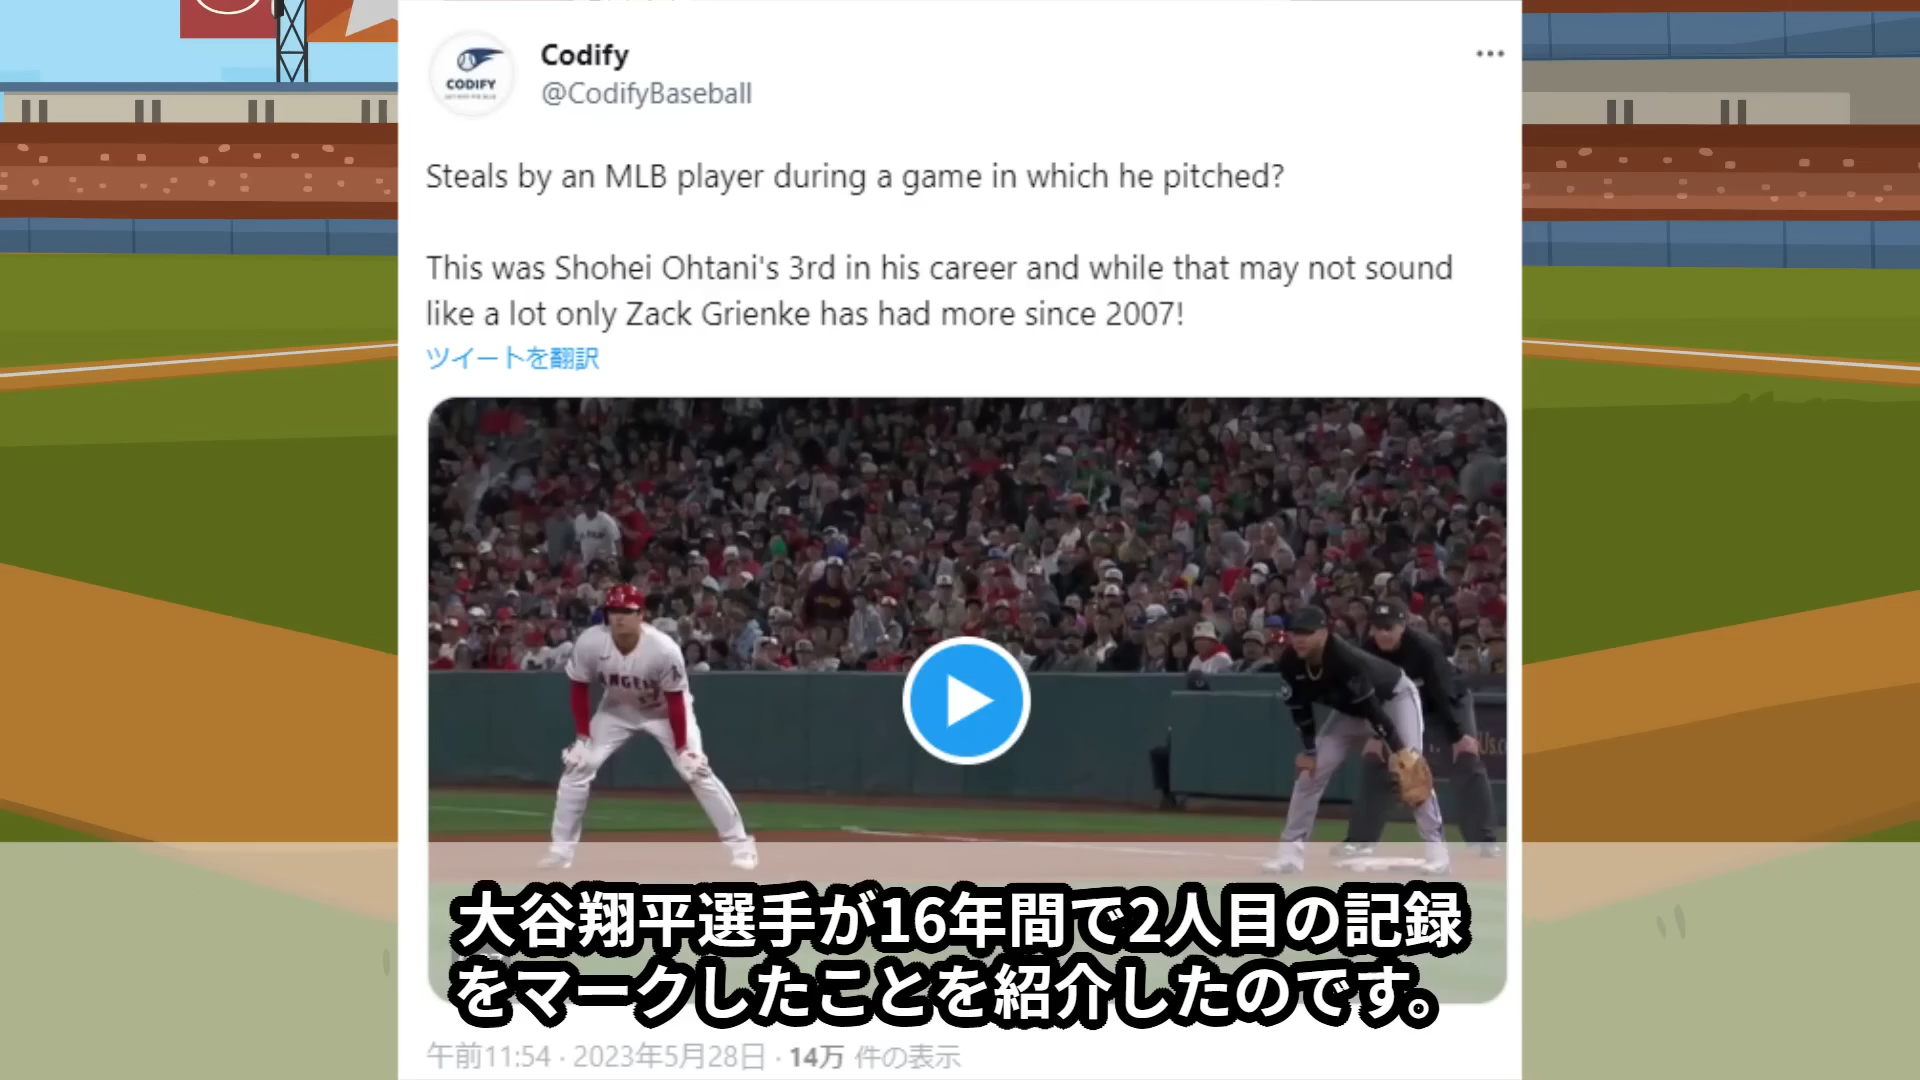 CODIFY
Codify
@CodifyBaseball
Steals by an MLB player during a game in which he pitched?
This was Shohei Ohtani's 3rd in his career and while that may not sound
like a lot only Zack Grienke has had more since 2007!
ツイートを翻訳
大谷翔平選手が16年間で2人目の記録
をマークしたことを紹介したのです。
午前11:54 · 2023年5月28日 · 14万 件の表示